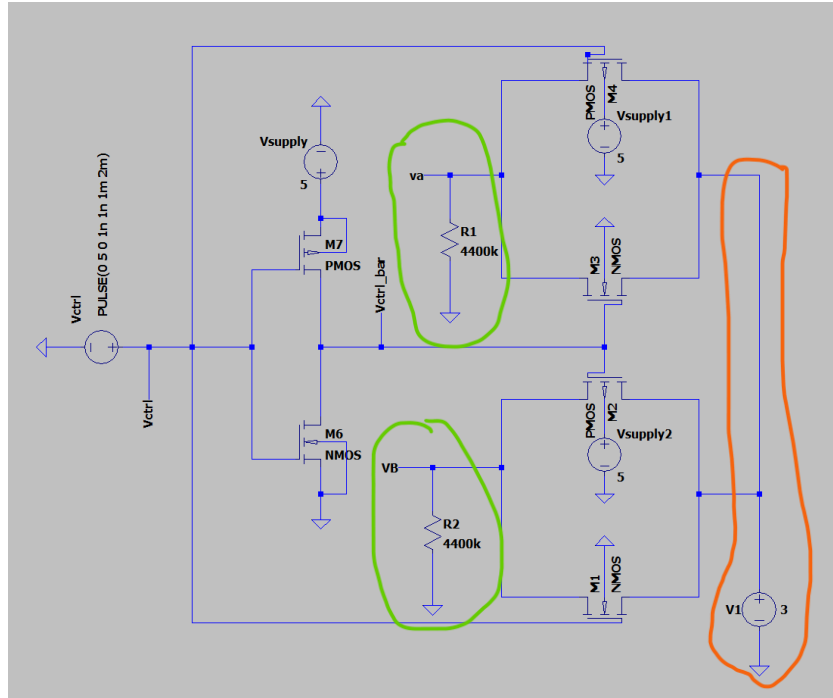 PULSE(0 5 0 1n 1n 1m 2m)
Vctrl
Vctrl
Vsupply
5
M7
PMOS
M6
NMOS
Vctrl_bar
va
R1
4400k
VB
R2
4400k
PMOS
M4
Vsupply1
5
M3
NMOS
PMOS
M2
Vsupply2
5
M1
NMOS
V1
3